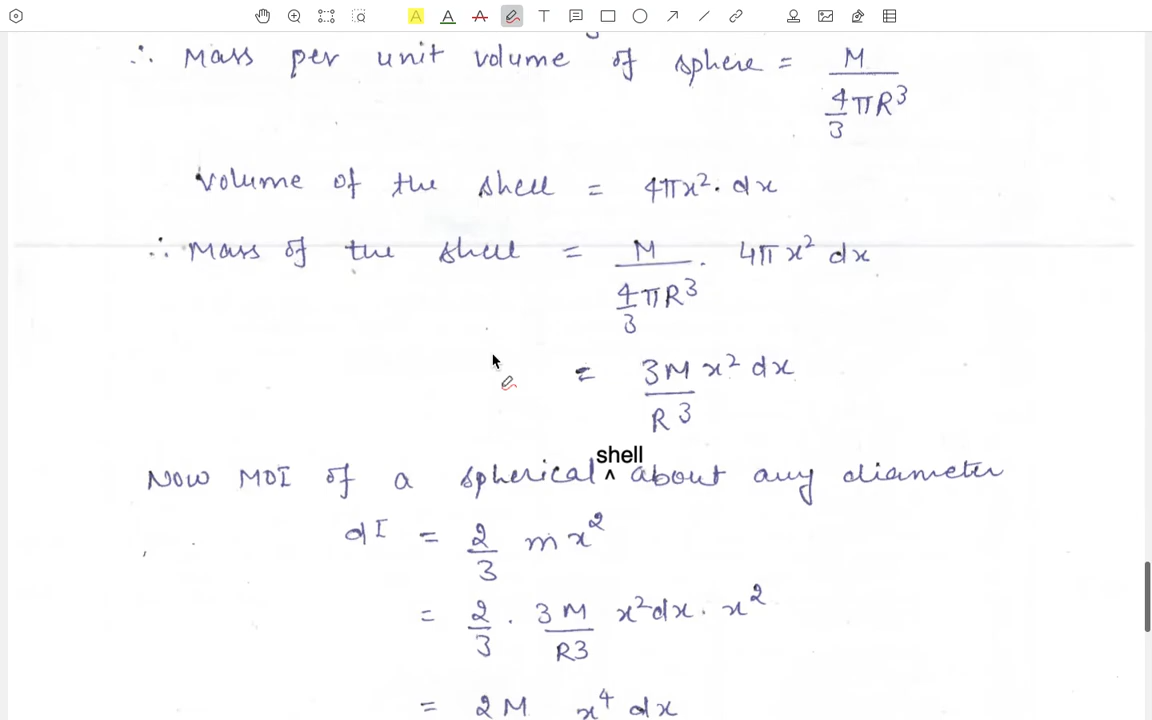 ∴ Mass per unit volume of sphere = M / (4/3 πR³)
Volume of the shell = 4πx². dx
∴ Mass of the shell = M / (4/3 πR³) . 4πx² dx
= 3M/R³ x² dx
shell
Now MOI of a spherical ^ about any diameter
dI = 2/3 mx²
= 2/3 . 3M/R3 x²dx. x²
= 2M x⁴ dx